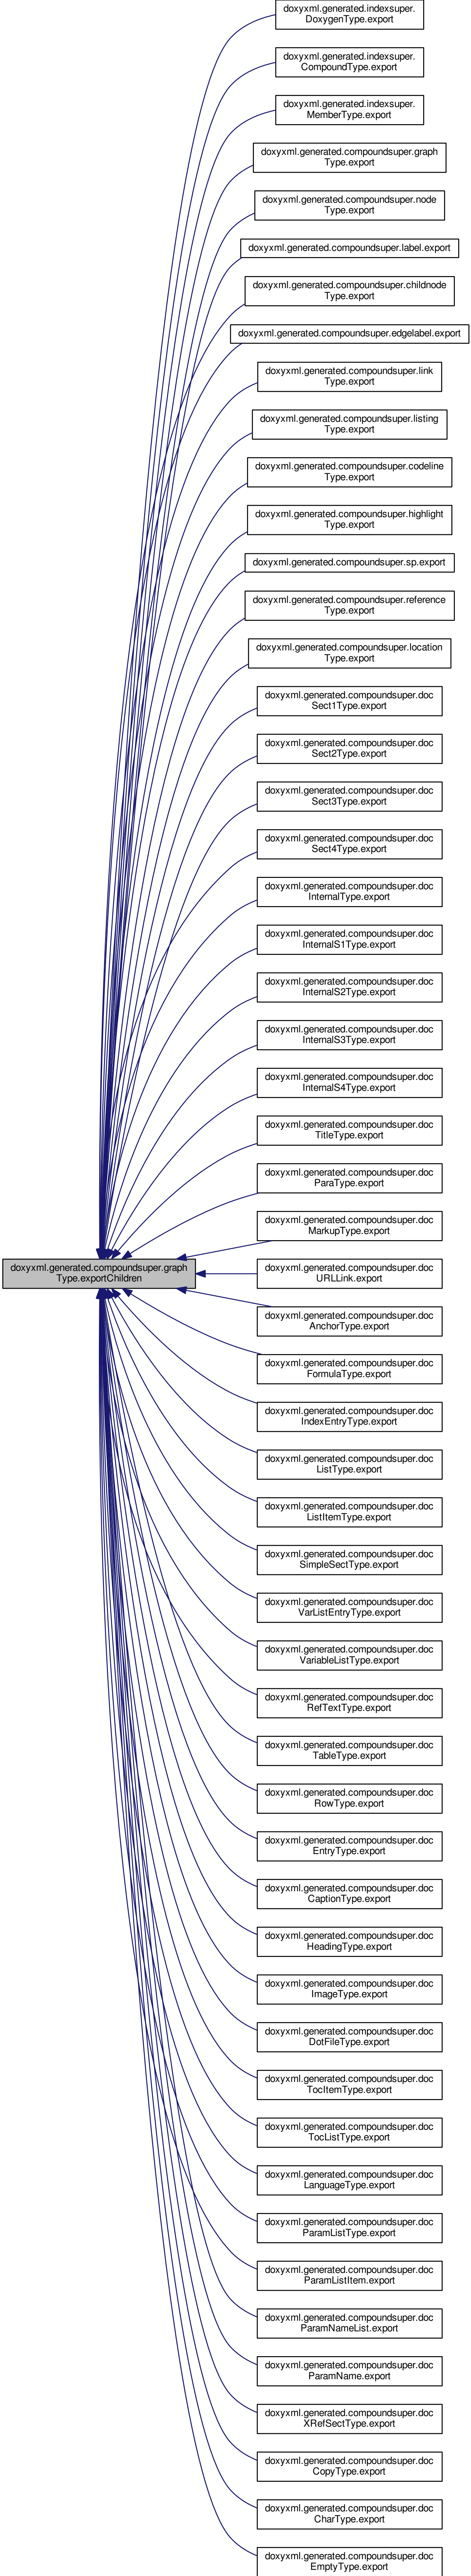 doxyxml.generated.indexsuper.
DoxygenType.export
doxyxml.generated.indexsuper.
CompoundType.export
doxyxml.generated.indexsuper.
MemberType.export
doxyxml.generated.compoundsuper.graph
Type.export
doxyxml.generated.compoundsuper.node
Type.export
doxyxml.generated.compoundsuper.label.export
doxyxml.generated.compoundsuper.childnode
Type.export
doxyxml.generated.compoundsuper.edgelabel.export
doxyxml.generated.compoundsuper.link
Type.export
doxyxml.generated.compoundsuper.listing
Type.export
doxyxml.generated.compoundsuper.codeline
Type.export
doxyxml.generated.compoundsuper.highlight
Type.export
doxyxml.generated.compoundsuper.sp.export
doxyxml.generated.compoundsuper.reference
Type.export
doxyxml.generated.compoundsuper.location
Type.export
doxyxml.generated.compoundsuper.doc
Sect1Type.export
doxyxml.generated.compoundsuper.doc
Sect2Type.export
doxyxml.generated.compoundsuper.doc
Sect3Type.export
doxyxml.generated.compoundsuper.doc
Sect4Type.export
doxyxml.generated.compoundsuper.doc
InternalType.export
doxyxml.generated.compoundsuper.doc
InternalS1Type.export
doxyxml.generated.compoundsuper.doc
InternalS2Type.export
doxyxml.generated.compoundsuper.doc
InternalS3Type.export
doxyxml.generated.compoundsuper.doc
InternalS4Type.export
doxyxml.generated.compoundsuper.doc
TitleType.export
doxyxml.generated.compoundsuper.doc
ParaType.export
doxyxml.generated.compoundsuper.doc
MarkupType.export
doxyxml.generated.compoundsuper.graph
Type.exportChildren
doxyxml.generated.compoundsuper.doc
URLLink.export
doxyxml.generated.compoundsuper.doc
AnchorType.export
doxyxml.generated.compoundsuper.doc
FormulaType.export
doxyxml.generated.compoundsuper.doc
IndexEntryType.export
doxyxml.generated.compoundsuper.doc
ListType.export
doxyxml.generated.compoundsuper.doc
ListItemType.export
doxyxml.generated.compoundsuper.doc
SimpleSectType.export
doxyxml.generated.compoundsuper.doc
VarListEntryType.export
doxyxml.generated.compoundsuper.doc
VariableListType.export
doxyxml.generated.compoundsuper.doc
RefTextType.export
doxyxml.generated.compoundsuper.doc
TableType.export
doxyxml.generated.compoundsuper.doc
RowType.export
doxyxml.generated.compoundsuper.doc
EntryType.export
doxyxml.generated.compoundsuper.doc
CaptionType.export
doxyxml.generated.compoundsuper.doc
HeadingType.export
doxyxml.generated.compoundsuper.doc
ImageType.export
doxyxml.generated.compoundsuper.doc
DotFileType.export
doxyxml.generated.compoundsuper.doc
TocItemType.export
doxyxml.generated.compoundsuper.doc
TocListType.export
doxyxml.generated.compoundsuper.doc
LanguageType.export
doxyxml.generated.compoundsuper.doc
ParamListType.export
doxyxml.generated.compoundsuper.doc
ParamListItem.export
doxyxml.generated.compoundsuper.doc
ParamNameList.export
doxyxml.generated.compoundsuper.doc
ParamName.export
doxyxml.generated.compoundsuper.doc
XRefSectType.export
doxyxml.generated.compoundsuper.doc
CopyType.export
doxyxml.generated.compoundsuper.doc
CharType.export
doxyxml.generated.compoundsuper.doc
EmptyType.export